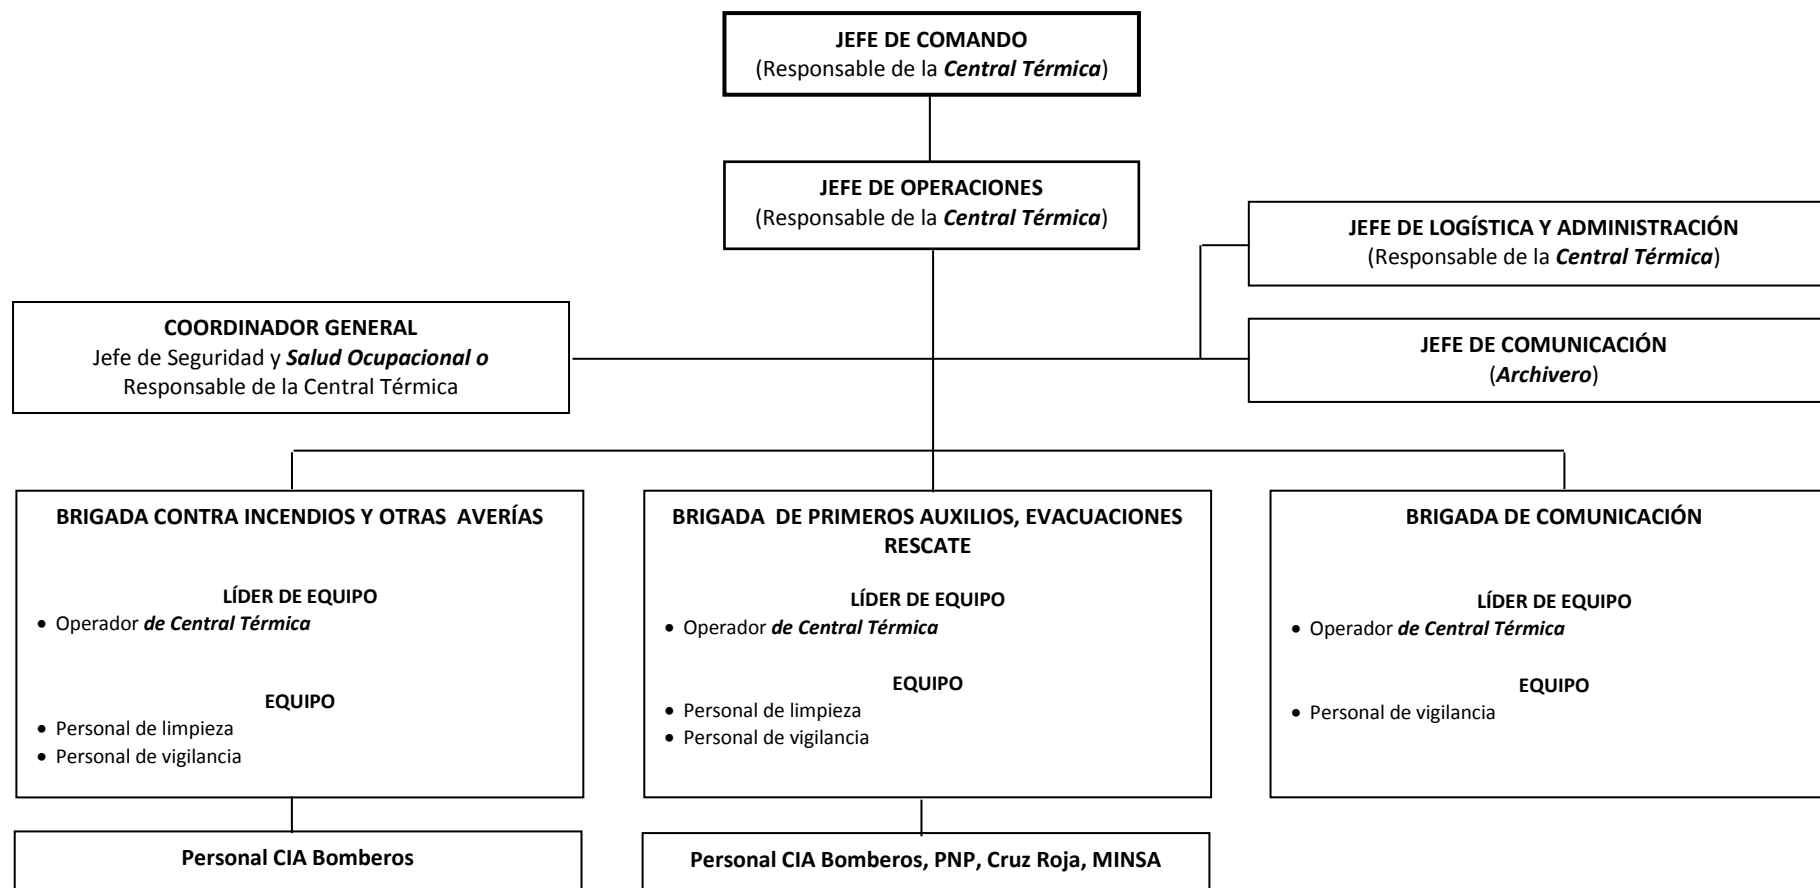 JEFE DE COMANDO
(Responsable de la Central Térmica)
JEFE DE OPERACIONES
(Responsable de la Central Térmica)
JEFE DE LOGÍSTICA Y ADMINISTRACIÓN
(Responsable de la Central Térmica)
COORDINADOR GENERAL
Jefe de Seguridad y Salud Ocupacional o
Responsable de la Central Térmica
JEFE DE COMUNICACIÓN
(Archivero)
BRIGADA CONTRA INCENDIOS Y OTRAS  AVERÍAS
LÍDER DE EQUIPO
• Operador de Central Térmica
EQUIPO
• Personal de limpieza
• Personal de vigilancia
BRIGADA  DE PRIMEROS AUXILIOS, EVACUACIONES
RESCATE
LÍDER DE EQUIPO
• Operador de Central Térmica
EQUIPO
• Personal de limpieza
• Personal de vigilancia
BRIGADA DE COMUNICACIÓN
LÍDER DE EQUIPO
• Operador de Central Térmica
EQUIPO
• Personal de vigilancia
Personal CIA Bomberos
Personal CIA Bomberos, PNP, Cruz Roja, MINSA